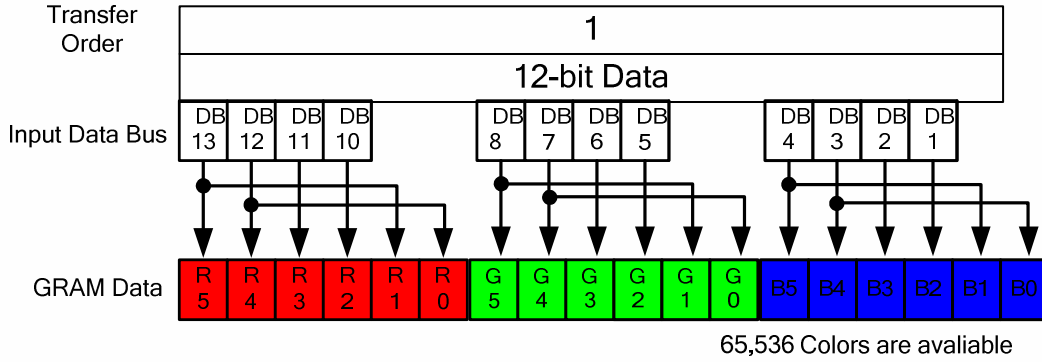 Transfer Order
1
12-bit Data
Input Data Bus
DB 13 DB 12 DB 11 DB 10 DB 8 DB 7 DB 6 DB 5 DB 4 DB 3 DB 2 DB 1
GRAM Data
R 5 R 4 R 3 R 2 R 1 R 0 G 5 G 4 G 3 G 2 G 1 G 0 B5 B4 B3 B2 B1 B0
65,536 Colors are avaliable